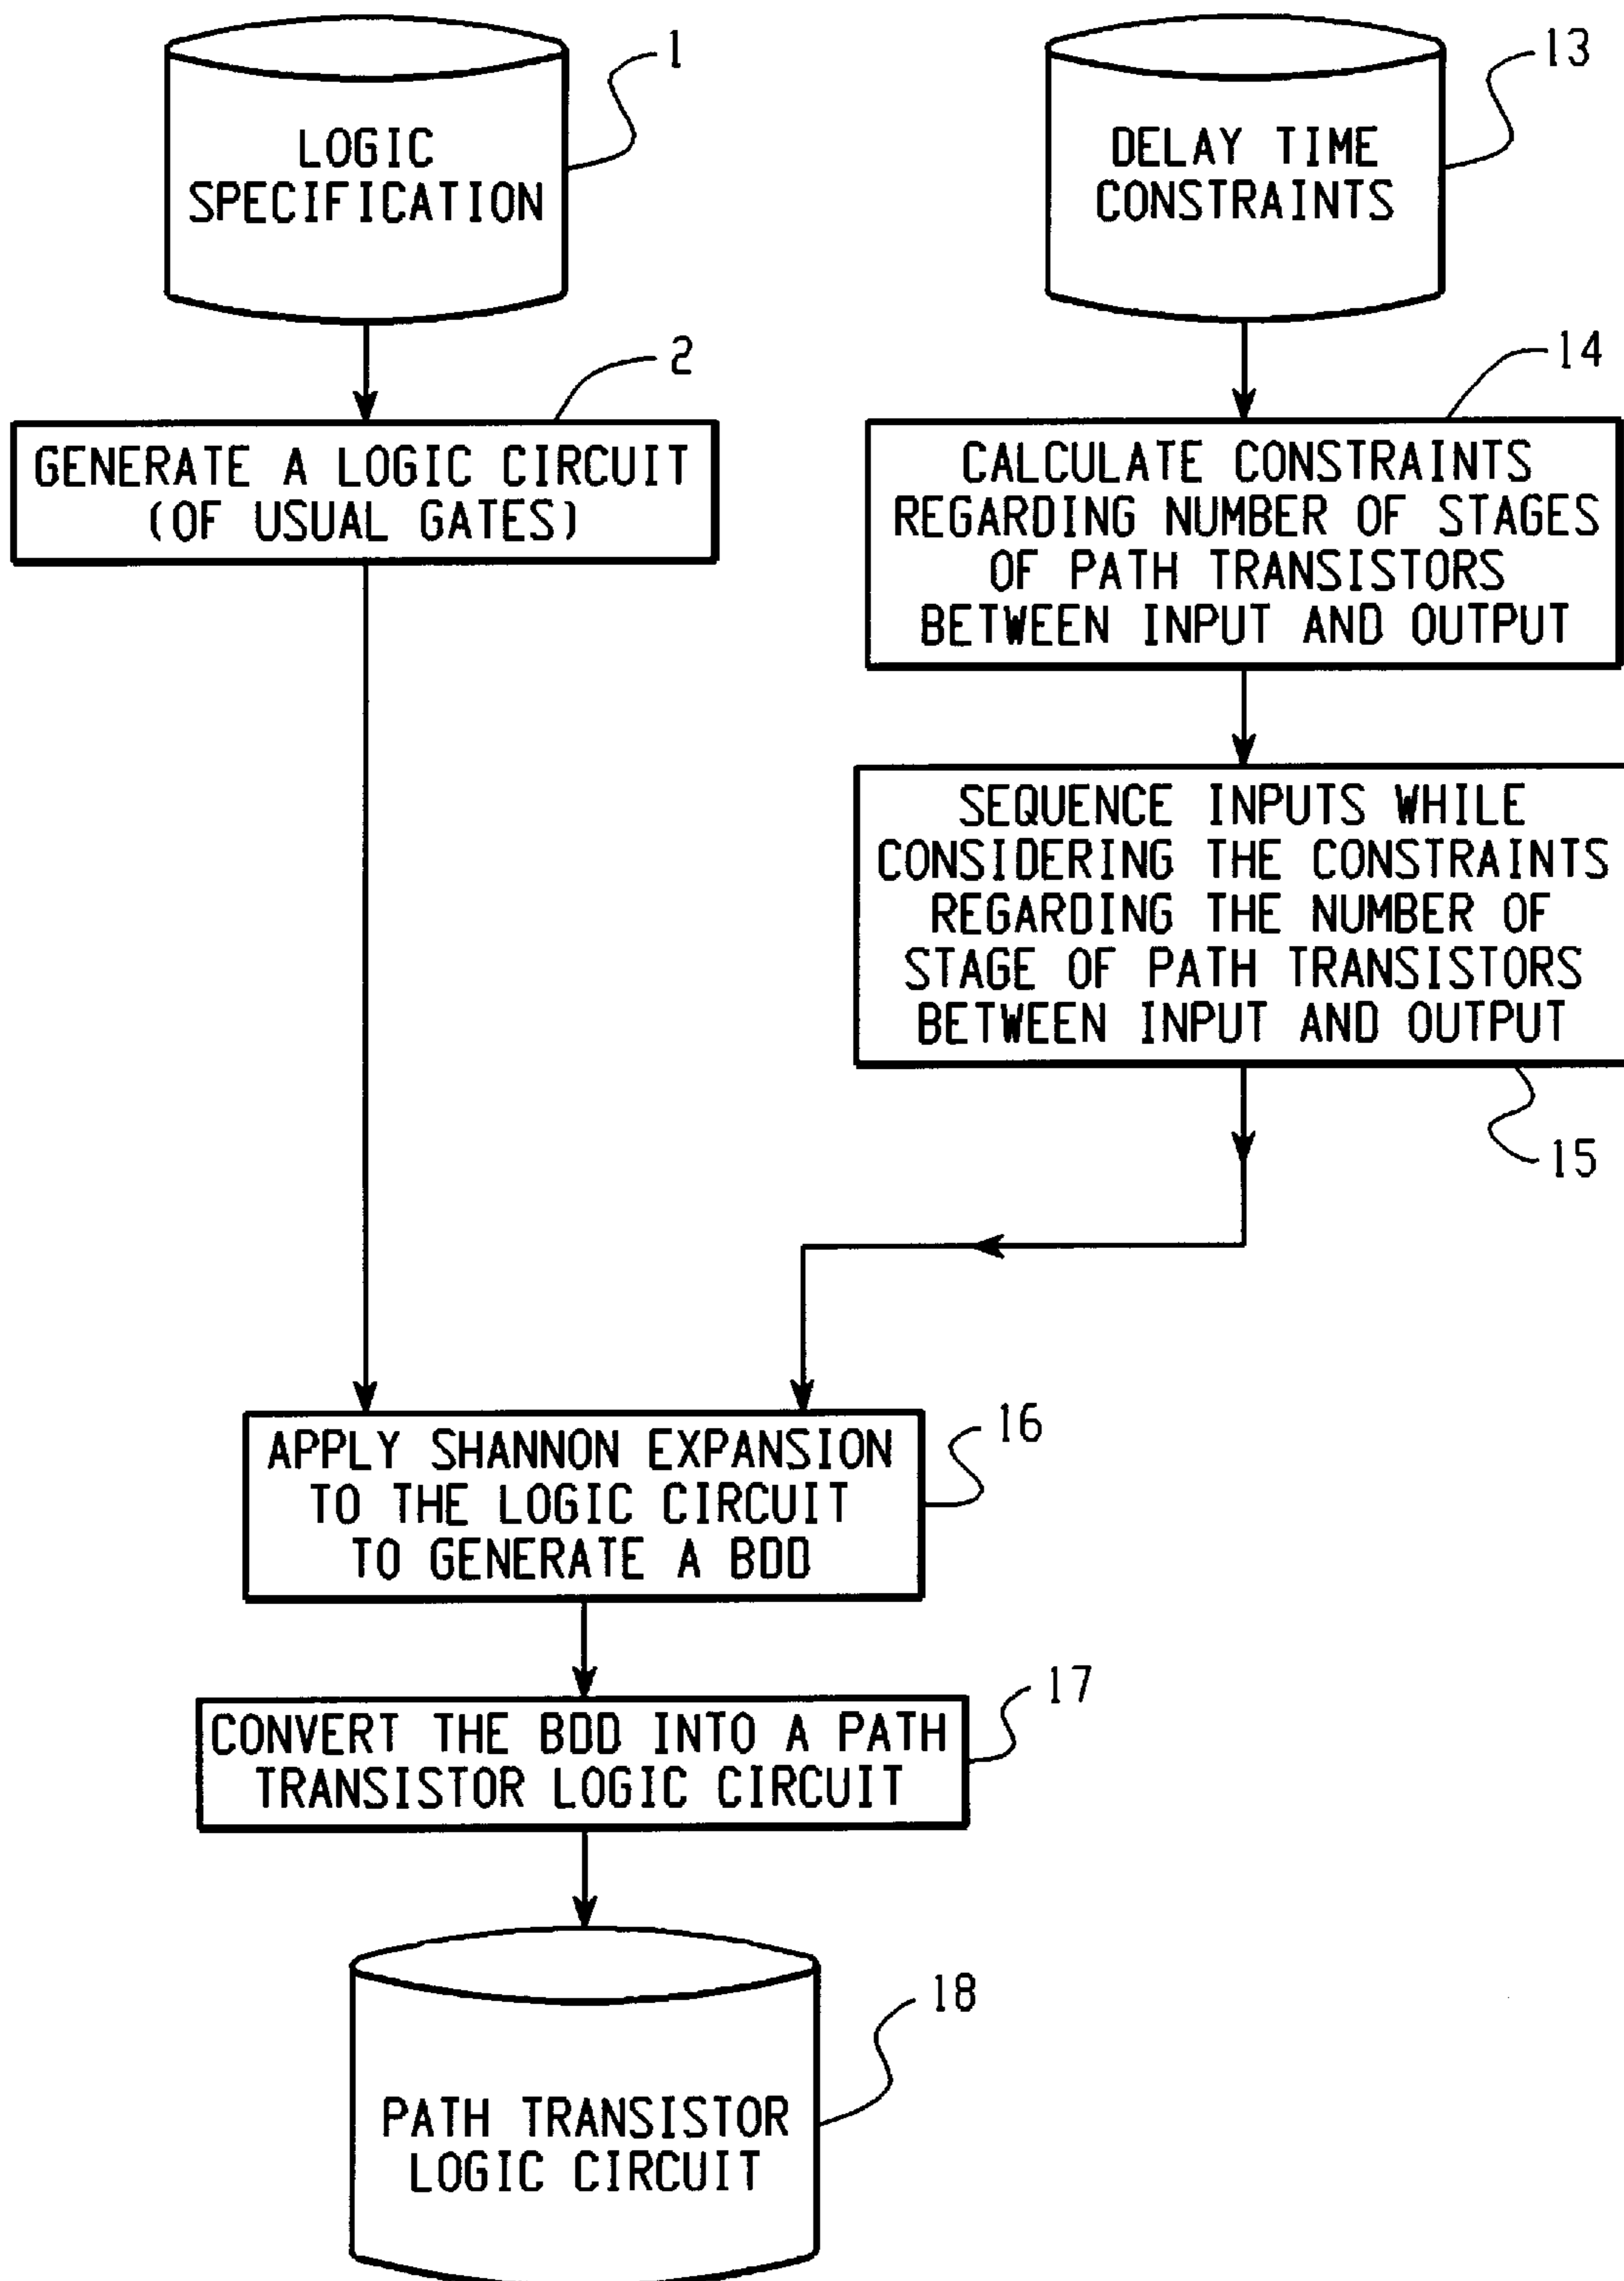 LOGIC
SPECIFICATION
1
DELAY TIME
CONSTRAINTS
13
2
GENERATE A LOGIC CIRCUIT
(OF USUAL GATES)
14
CALCULATE CONSTRAINTS
REGARDING NUMBER OF STAGES
OF PATH TRANSISTORS
BETWEEN INPUT AND OUTPUT
SEQUENCE INPUTS WHILE
CONSIDERING THE CONSTRAINTS
REGARDING THE NUMBER OF
STAGE OF PATH TRANSISTORS
BETWEEN INPUT AND OUTPUT
15
APPLY SHANNON EXPANSION
TO THE LOGIC CIRCUIT
TO GENERATE A BDD
16
CONVERT THE BDD INTO A PATH
TRANSISTOR LOGIC CIRCUIT
17
18
PATH TRANSISTOR
LOGIC CIRCUIT